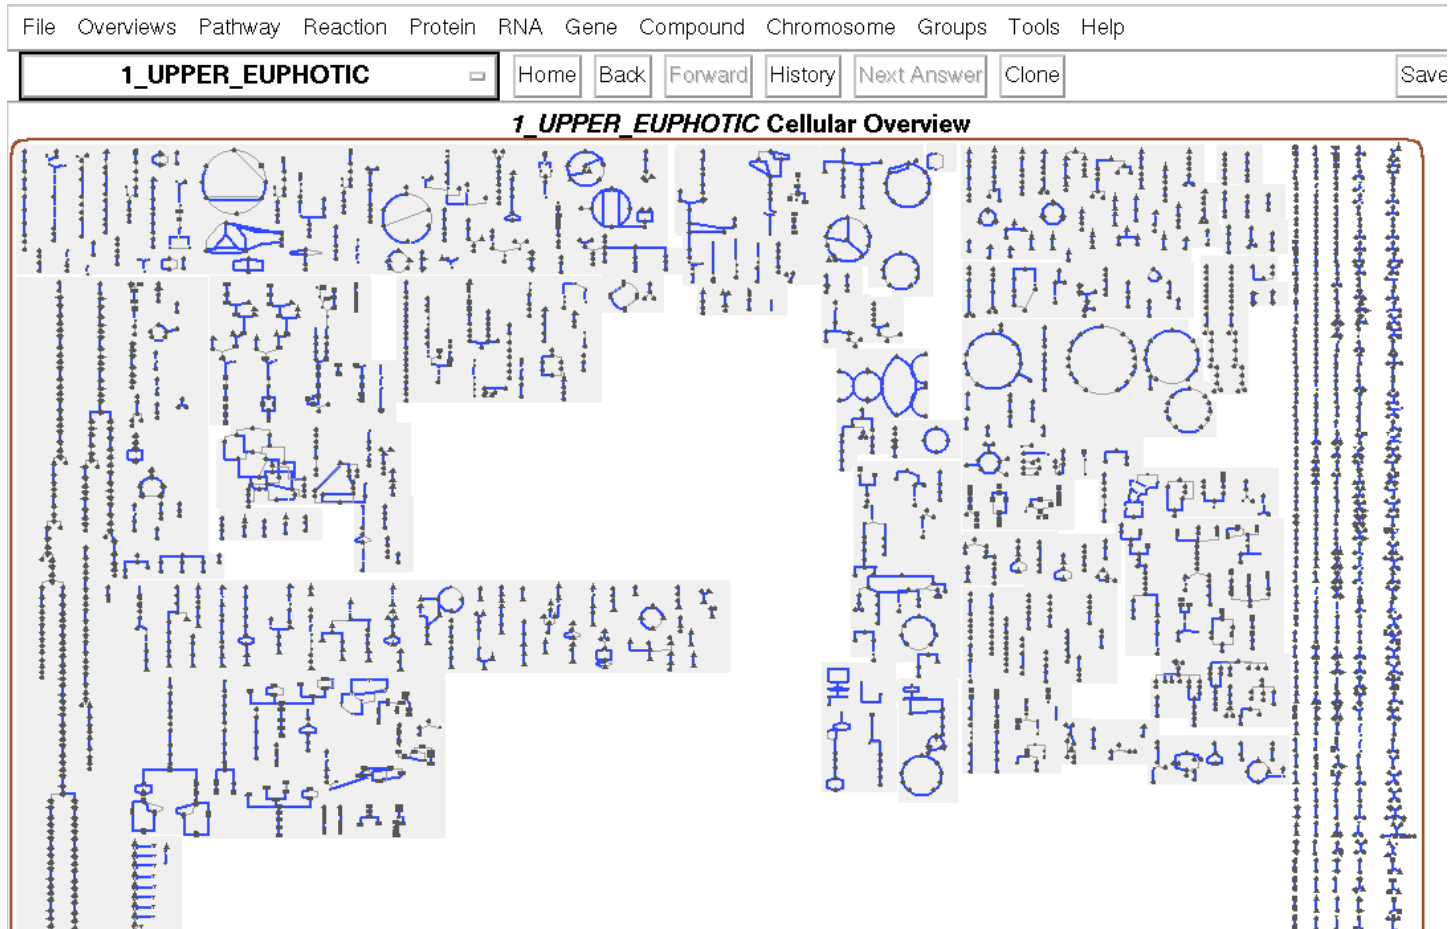 File Overviews Pathway Reaction Protein RNA Gene Compound Chromosome Groups Tools Help
1_UPPER_EUPHOTIC Home Back Forward History Next Answer Clone Save
1_UPPER_EUPHOTIC Cellular Overview